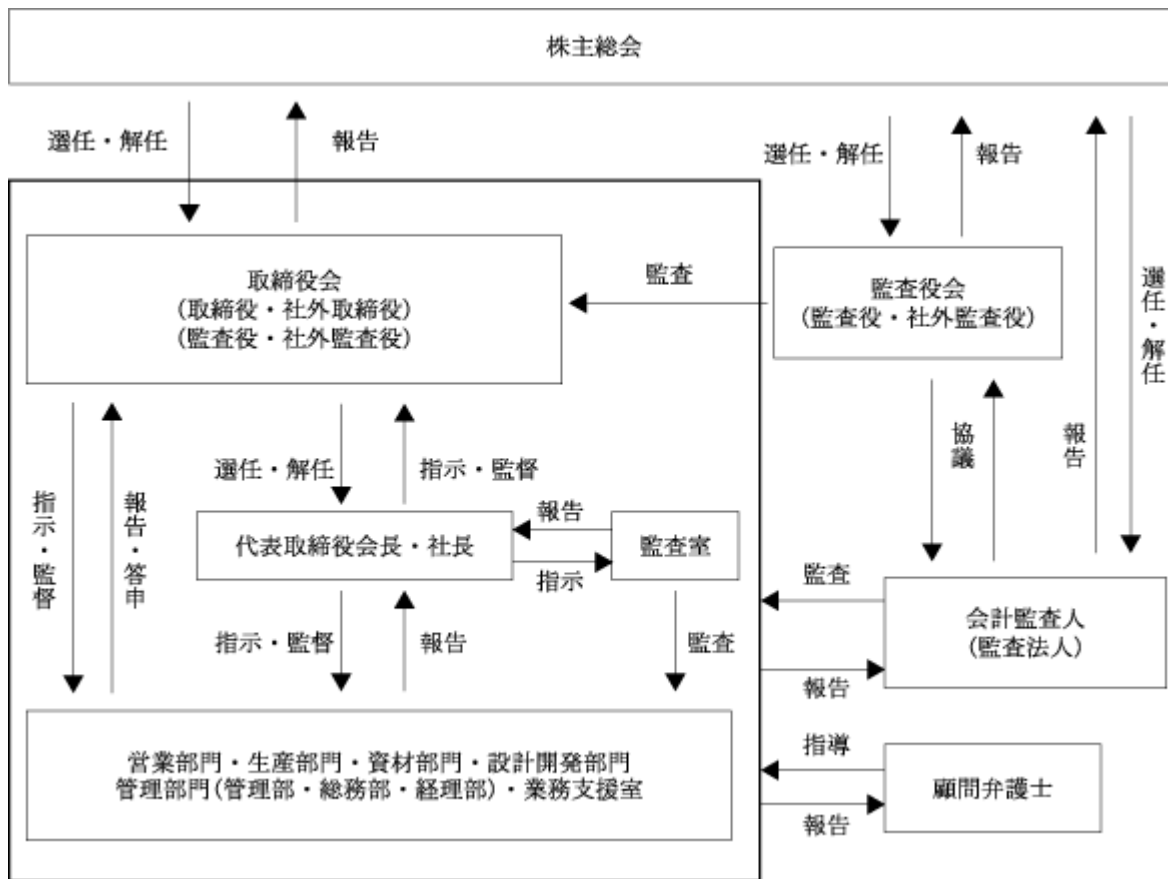 株主総会
選任・解任
報告
選任・解任
報告
取締役会
(取締役・社外取締役)
(監査役・社外監査役)
監査
監査役会
(監査役・社外監査役)
選任・解任
指示・監督
報告・答申
選任・解任
指示・監督
協議
報告
代表取締役会長・社長
報告
指示
監査室
指示・監督
報告
監査
監査
報告
会計監査人
(監査法人)
営業部門・生産部門・資材部門・設計開発部門
管理部門(管理部・総務部・経理部)・業務支援室
指導
報告
顧問弁護士